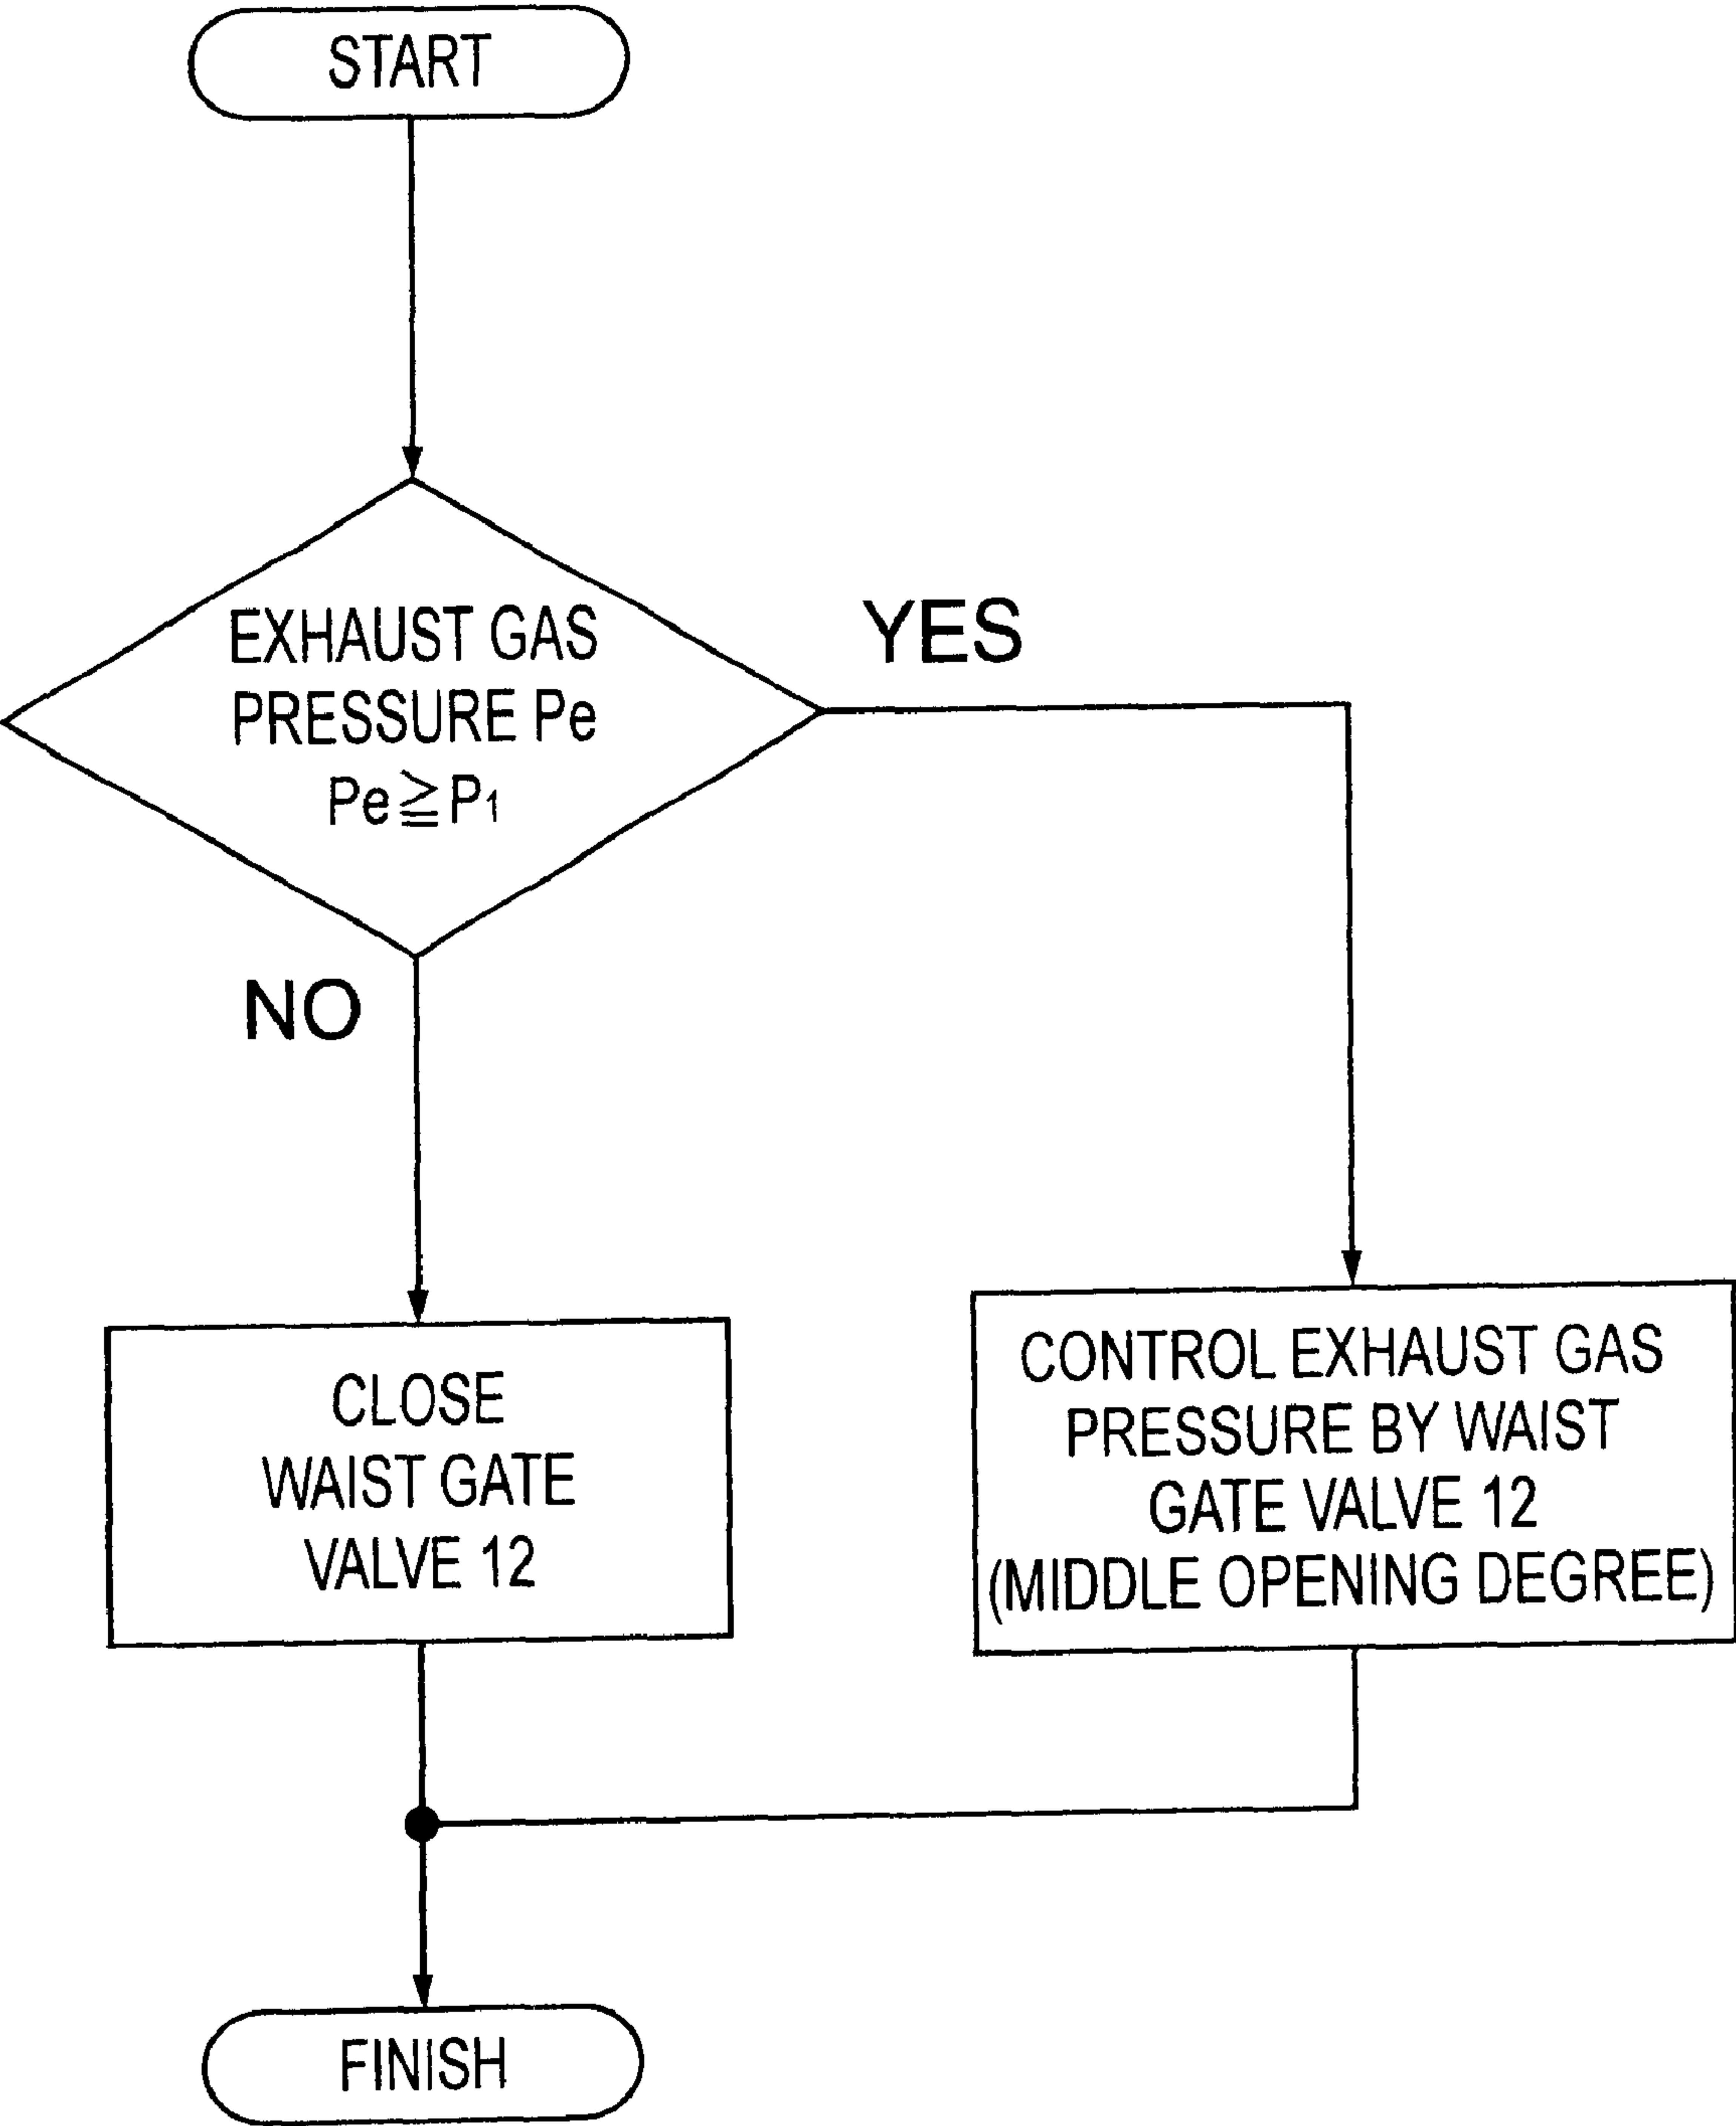 START
EXHAUST GAS
PRESSURE Pe
Pe≧P1
YES
NO
CLOSE
WAIST GATE
VALVE 12
CONTROL EXHAUST GAS
PRESSURE BY WAIST
GATE VALVE 12
(MIDDLE OPENING DEGREE)
FINISH